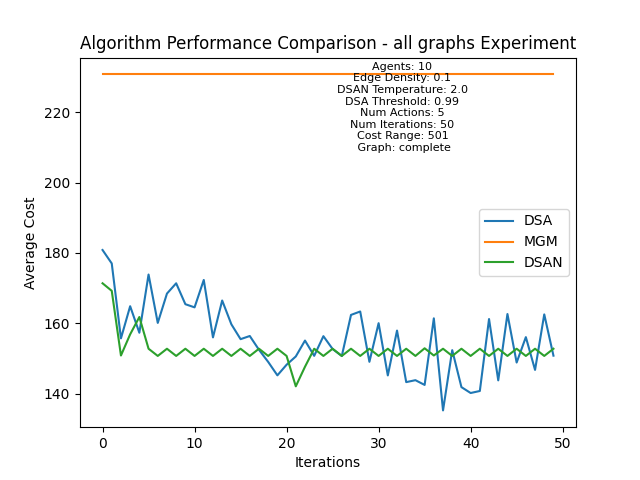 Algorithm Performance Comparison - all graphs Experiment
Agents: 10
Edge Density: 0.1
DSAN Temperature: 2.0
DSA Threshold: 0.99
Num Actions: 5
Num Iterations: 50
Cost Range: 501
Graph: complete
220
200
180
160
140
Average Cost
DSA
MGM
DSAN
0
10
20
30
40
50
Iterations